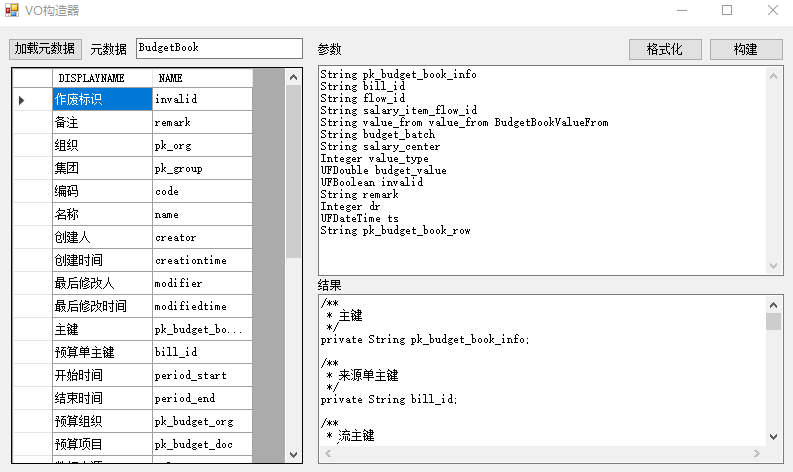 VO构造器
加载元数据 元数据 BudgetBook
DISPLAYNAME NAME
作废标识 invalid
备注 remark
组织 pk_org
集团 pk_group
编码 code
名称 name
创建人 creator
创建时间 creationtime
最后修改人 modifier
最后修改时间 modifiedtime
主键 pk_budget_bo...
预算单主键 bill_id
开始时间 period_start
结束时间 period_end
预算组织 pk_budget_org
预算项目 pk_budget_doc
参数 格式化 构建
String pk_budget_book_info
String bill_id
String flow_id
String salary_item_flow_id
String value_from value_from BudgetBookValueFrom
String budget_batch
String salary_center
Integer value_type
UFDouble budget_value
UFBoolean invalid
String remark
Integer dr
UFDateTime ts
String pk_budget_book_row
结果
/**
* 主键
*/
private String pk_budget_book_info;
/**
* 来源单主键
*/
private String bill_id;
/**
* 流主键